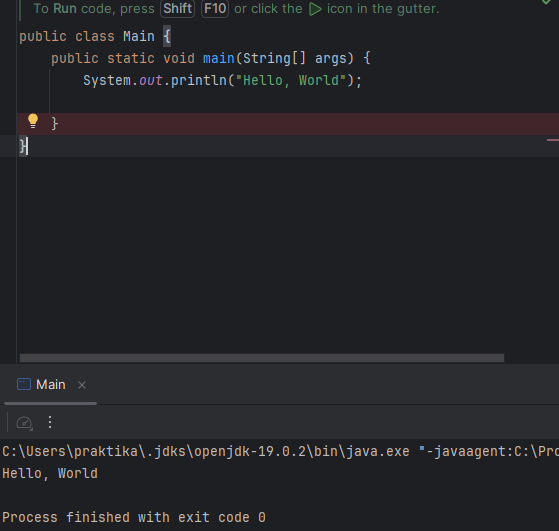 To Run code, press Shift F10 or click the icon in the gutter.
public class Main {
public static void main(String[] args) {
System.out.println("Hello, World");
}
}
Main
C:\Users\praktika\.jdks\openjdk-19.0.2\bin\java.exe "-javaagent:C:\Pro
Hello, World
Process finished with exit code 0